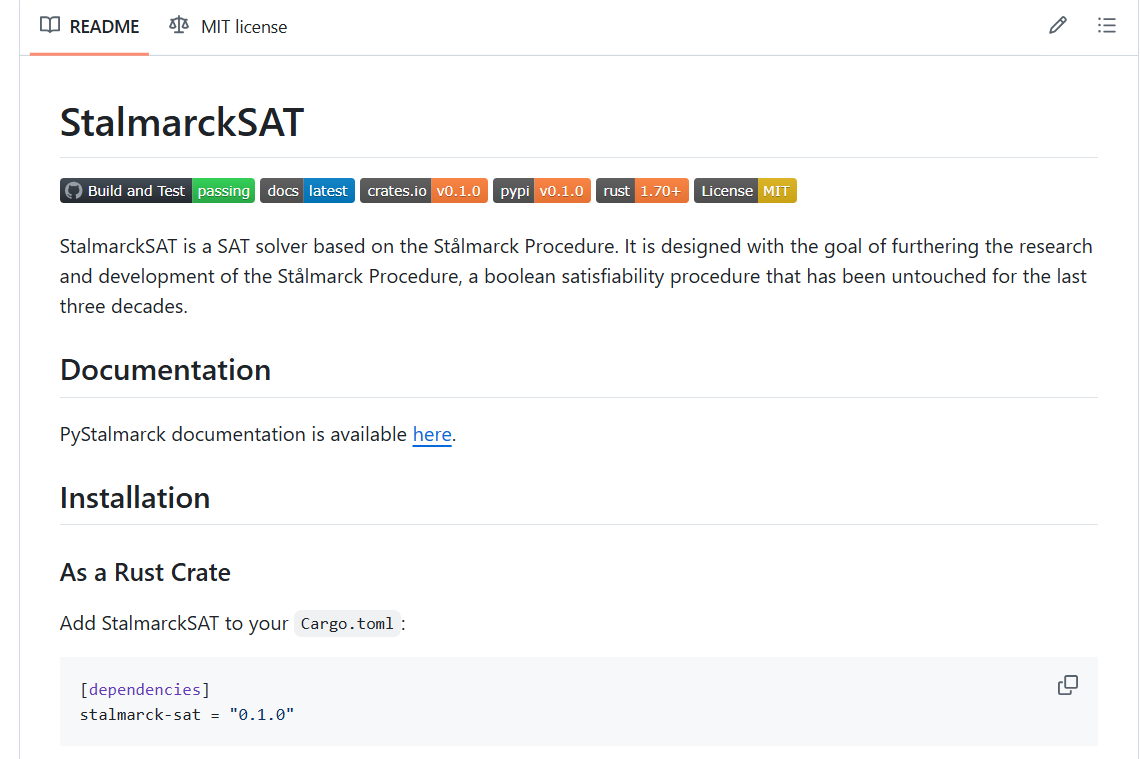 README MIT license
StalmarckSAT
Build and Test passing docs latest crates.io v0.1.0 pypi v0.1.0 rust 1.70+ License MIT
StalmarckSAT is a SAT solver based on the Stålmarck Procedure. It is designed with the goal of furthering the research
and development of the Stålmarck Procedure, a boolean satisfiability procedure that has been untouched for the last
three decades.
Documentation
PyStalmarck documentation is available here.
Installation
As a Rust Crate
Add StalmarckSAT to your Cargo.toml:
[dependencies]
stalmarck-sat = "0.1.0"